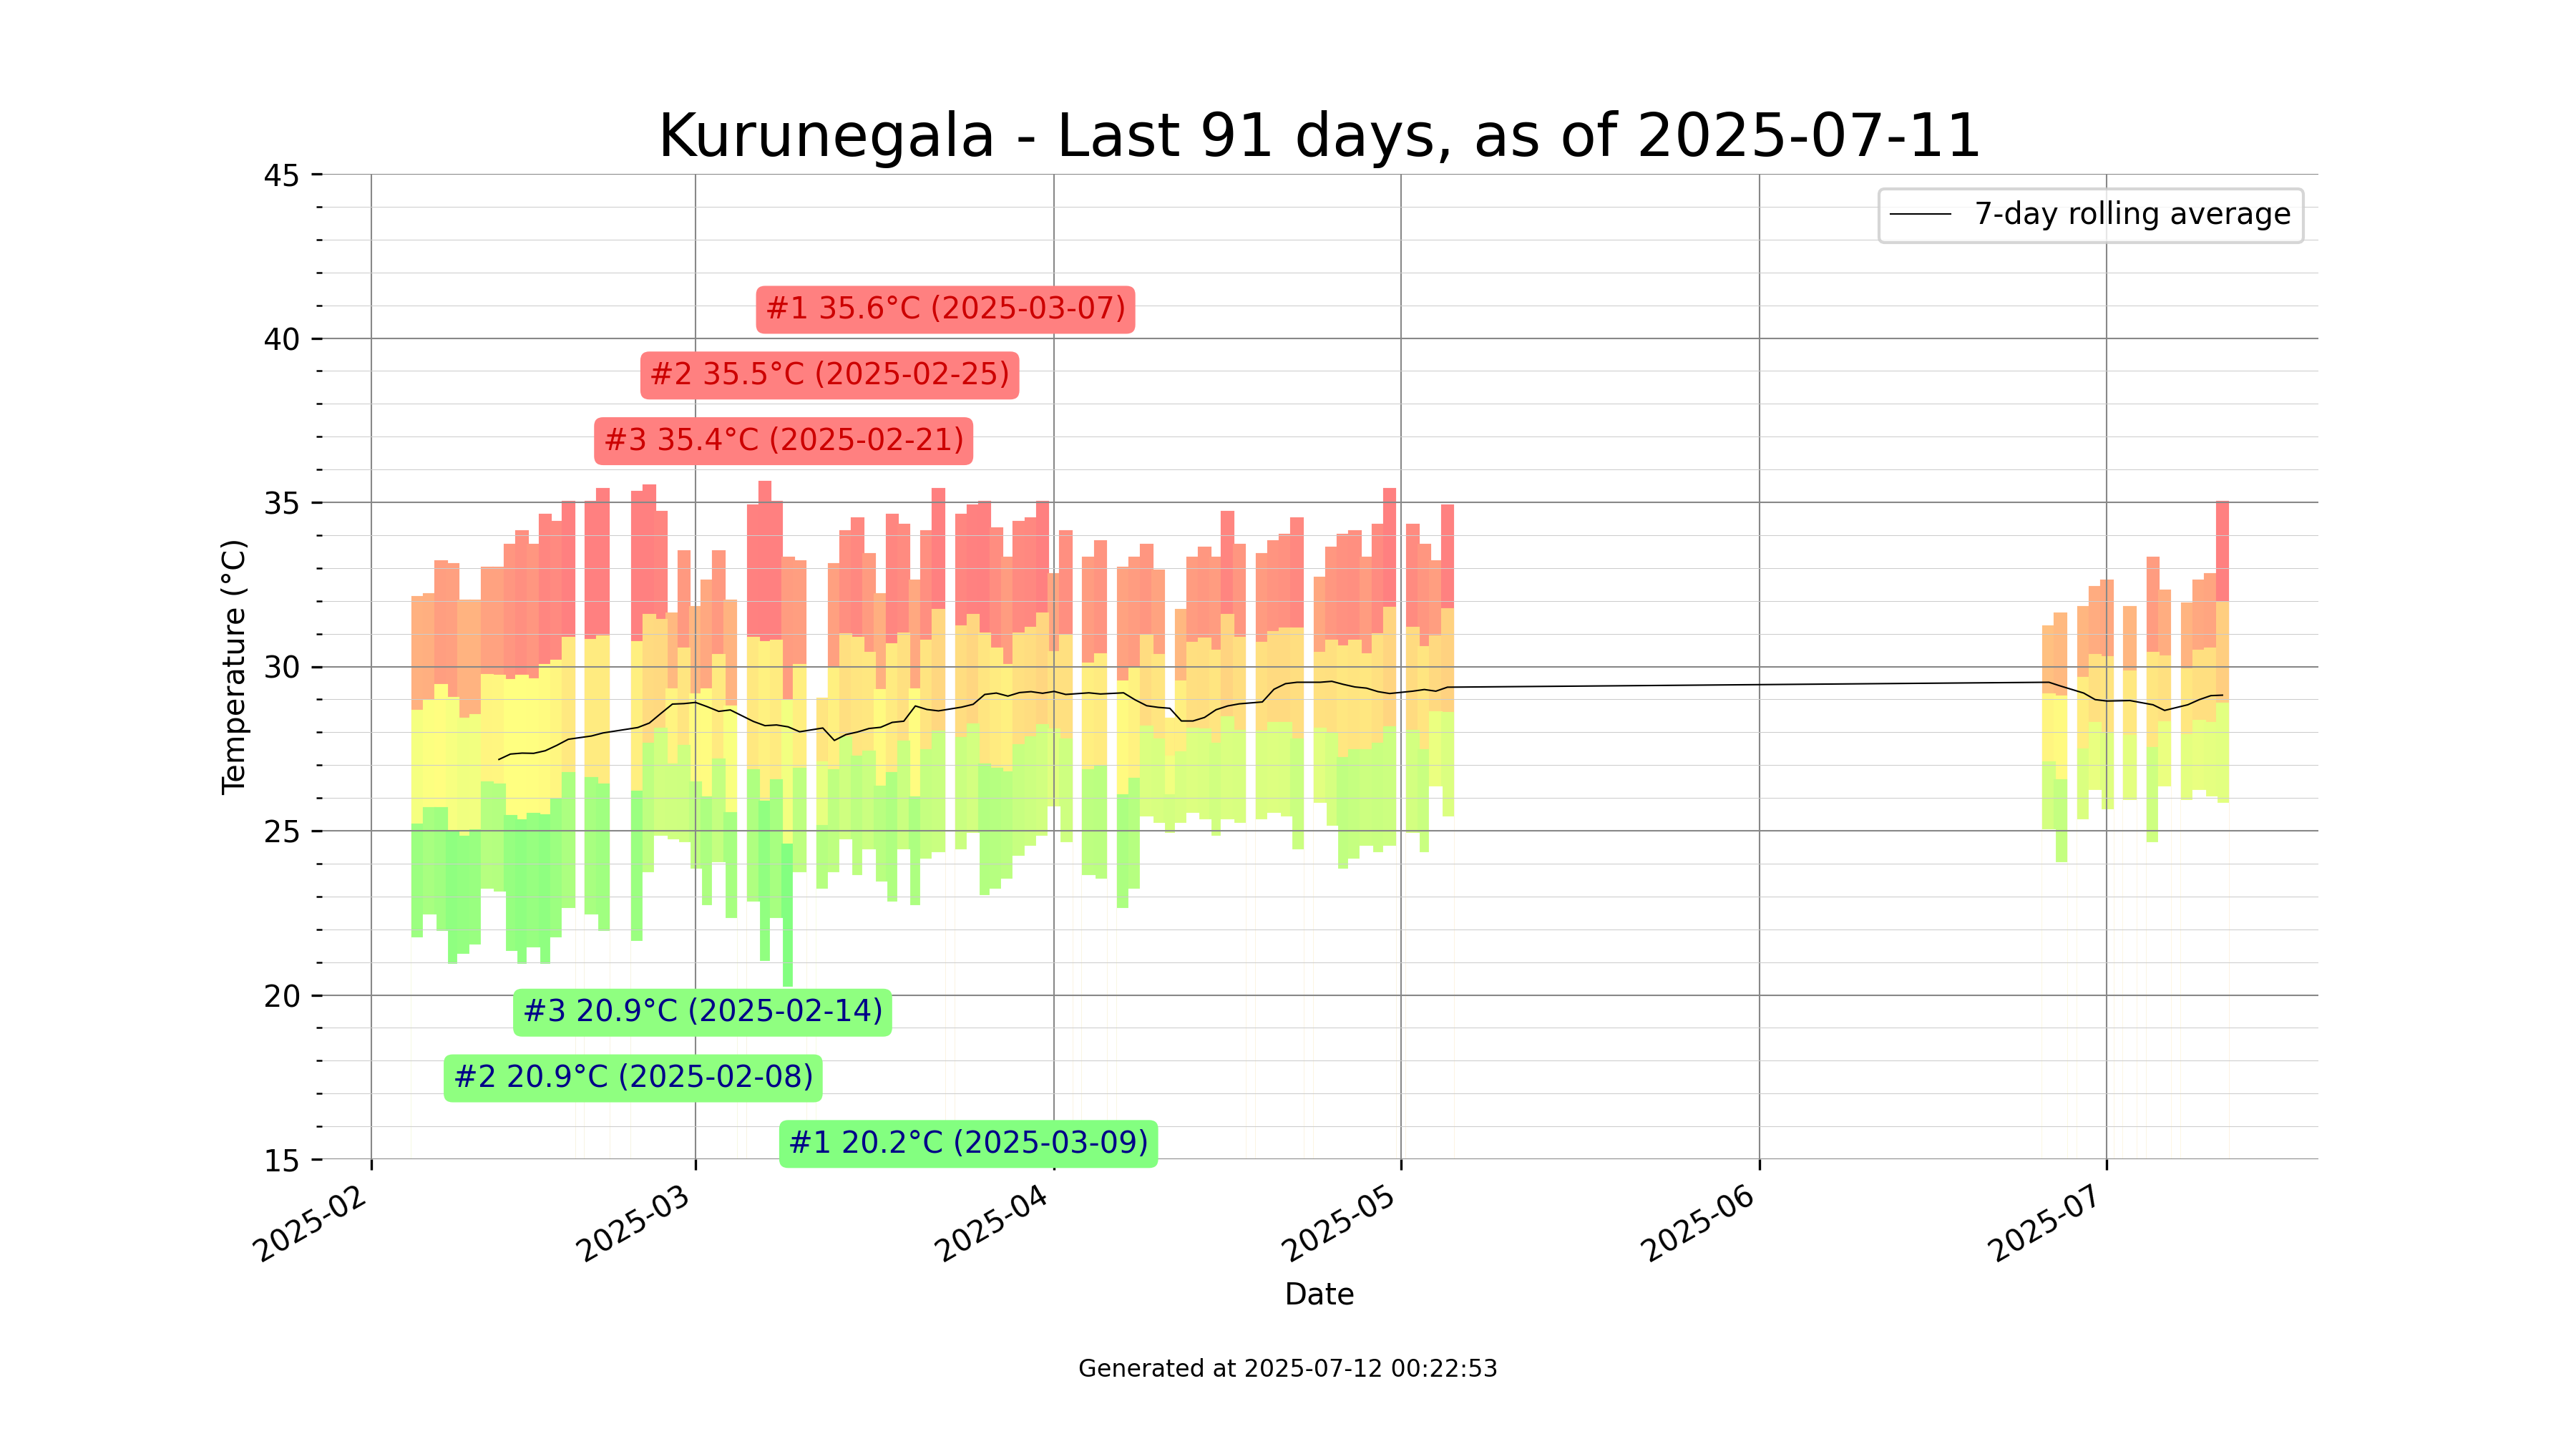 Kurunegala - Last 91 days, as of 2025-07-11
45
40
35
30
25
20
15
Temperature (°C)
7-day rolling average
#1 35.6°C (2025-03-07)
#2 35.5°C (2025-02-25)
#3 35.4°C (2025-02-21)
#3 20.9°C (2025-02-14)
#2 20.9°C (2025-02-08)
#1 20.2°C (2025-03-09)
2025-02
2025-03
2025-04
2025-05
2025-06
2025-07
Date
Generated at 2025-07-12 00:22:53